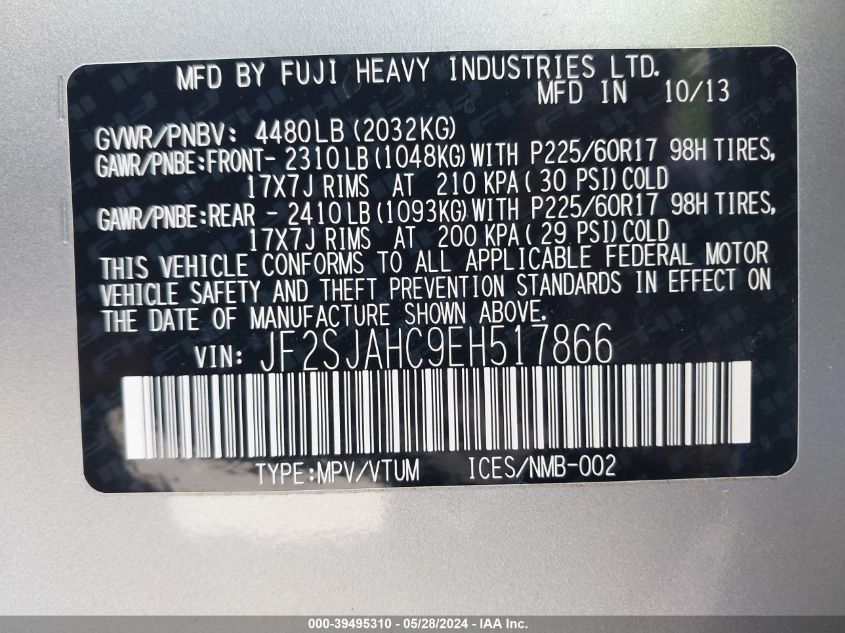 MFD BY FUJI HEAVY INDUSTRIES LTD.
MFD IN 10/13
GVWR/PNBV: 4480LB (2032KG)
GAWR/PNBE:FRONT- 2310LB (1048KG) WITH P225/60R17 98H TIRES,
17X7J RIMS AT 210 KPA ( 30 PSI) COLD
GAWR/PNBE:REAR - 2410LB (1093KG) WITH P225/60R17 98H TIRES,
17X7J RIMS AT 200 KPA ( 29 PSI) COLD
THIS VEHICLE CONFORMS TO ALL APPLICABLE FEDERAL MOTOR
VEHICLE SAFETY AND THEFT PREVENTION STANDARDS IN EFFECT ON
THE DATE OF MANUFACTURE SHOWN ABOVE.
VIN: JF2SJAHC9EH517866
TYPE:MPV/VTUM ICES/NMB-002
000-39495310 | 05/28/2024 - IAA Inc.